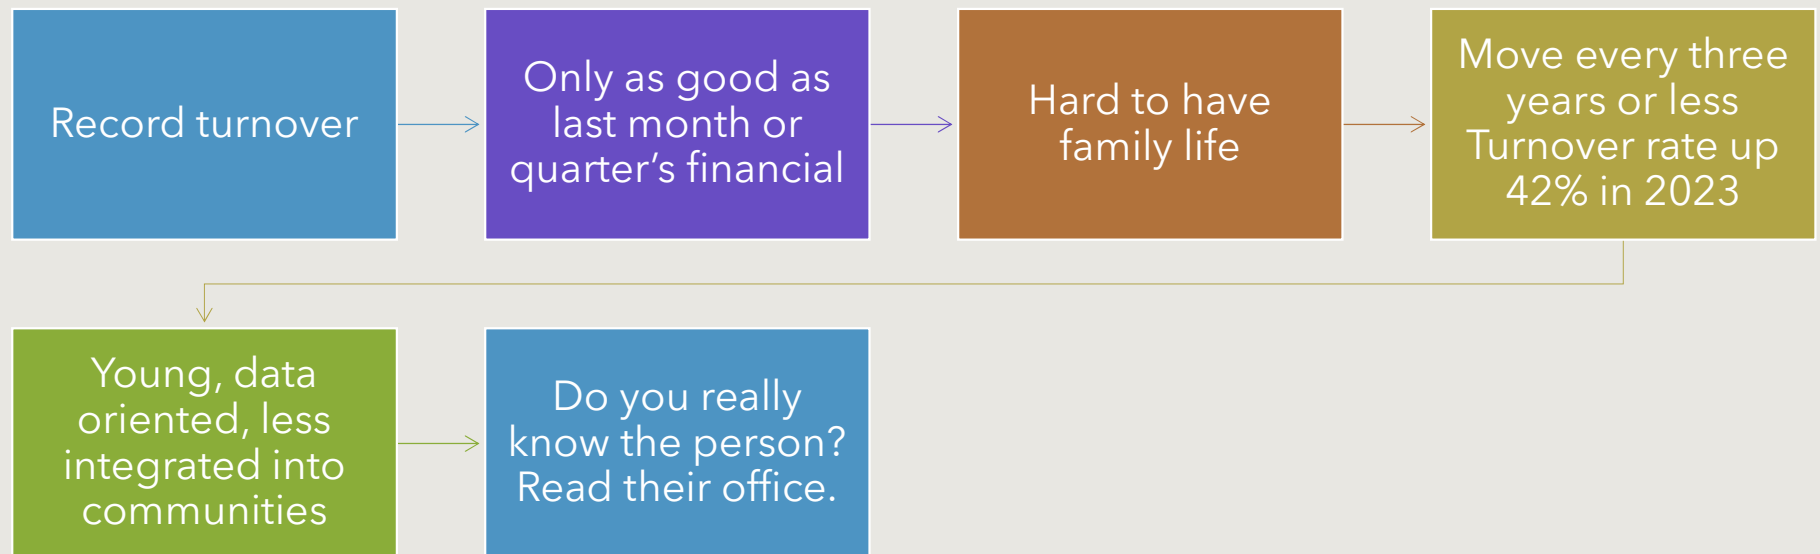 Record turnover
Only as good as
last month or
quarter’s financial
Hard to have
family life
Move every three
years or less
Turnover rate up
42% in 2023
Young, data
oriented, less
integrated into
communities
Do you really
know the person?
Read their office.